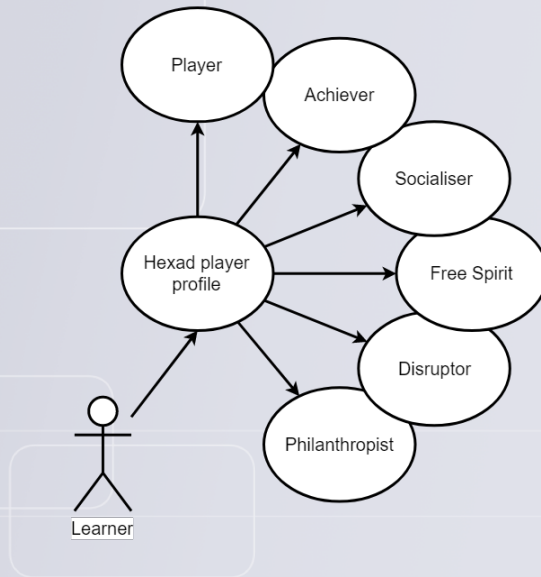 Player
Achiever
Socialiser
Hexad player
profile
Free Spirit
Disruptor
Philanthropist
Learner